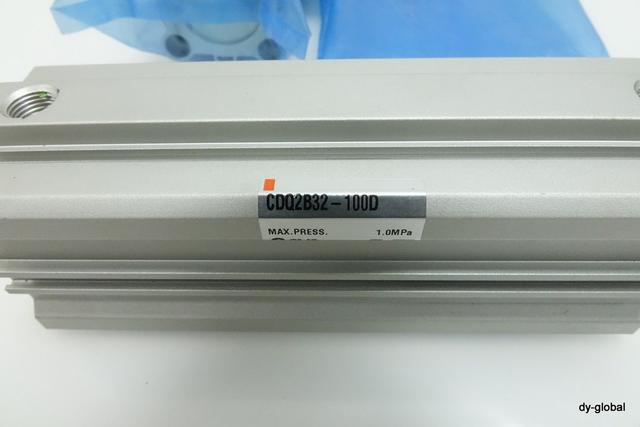 CDQ2B32-100D
MAX.PRESS. 1.0MPa
dy-global